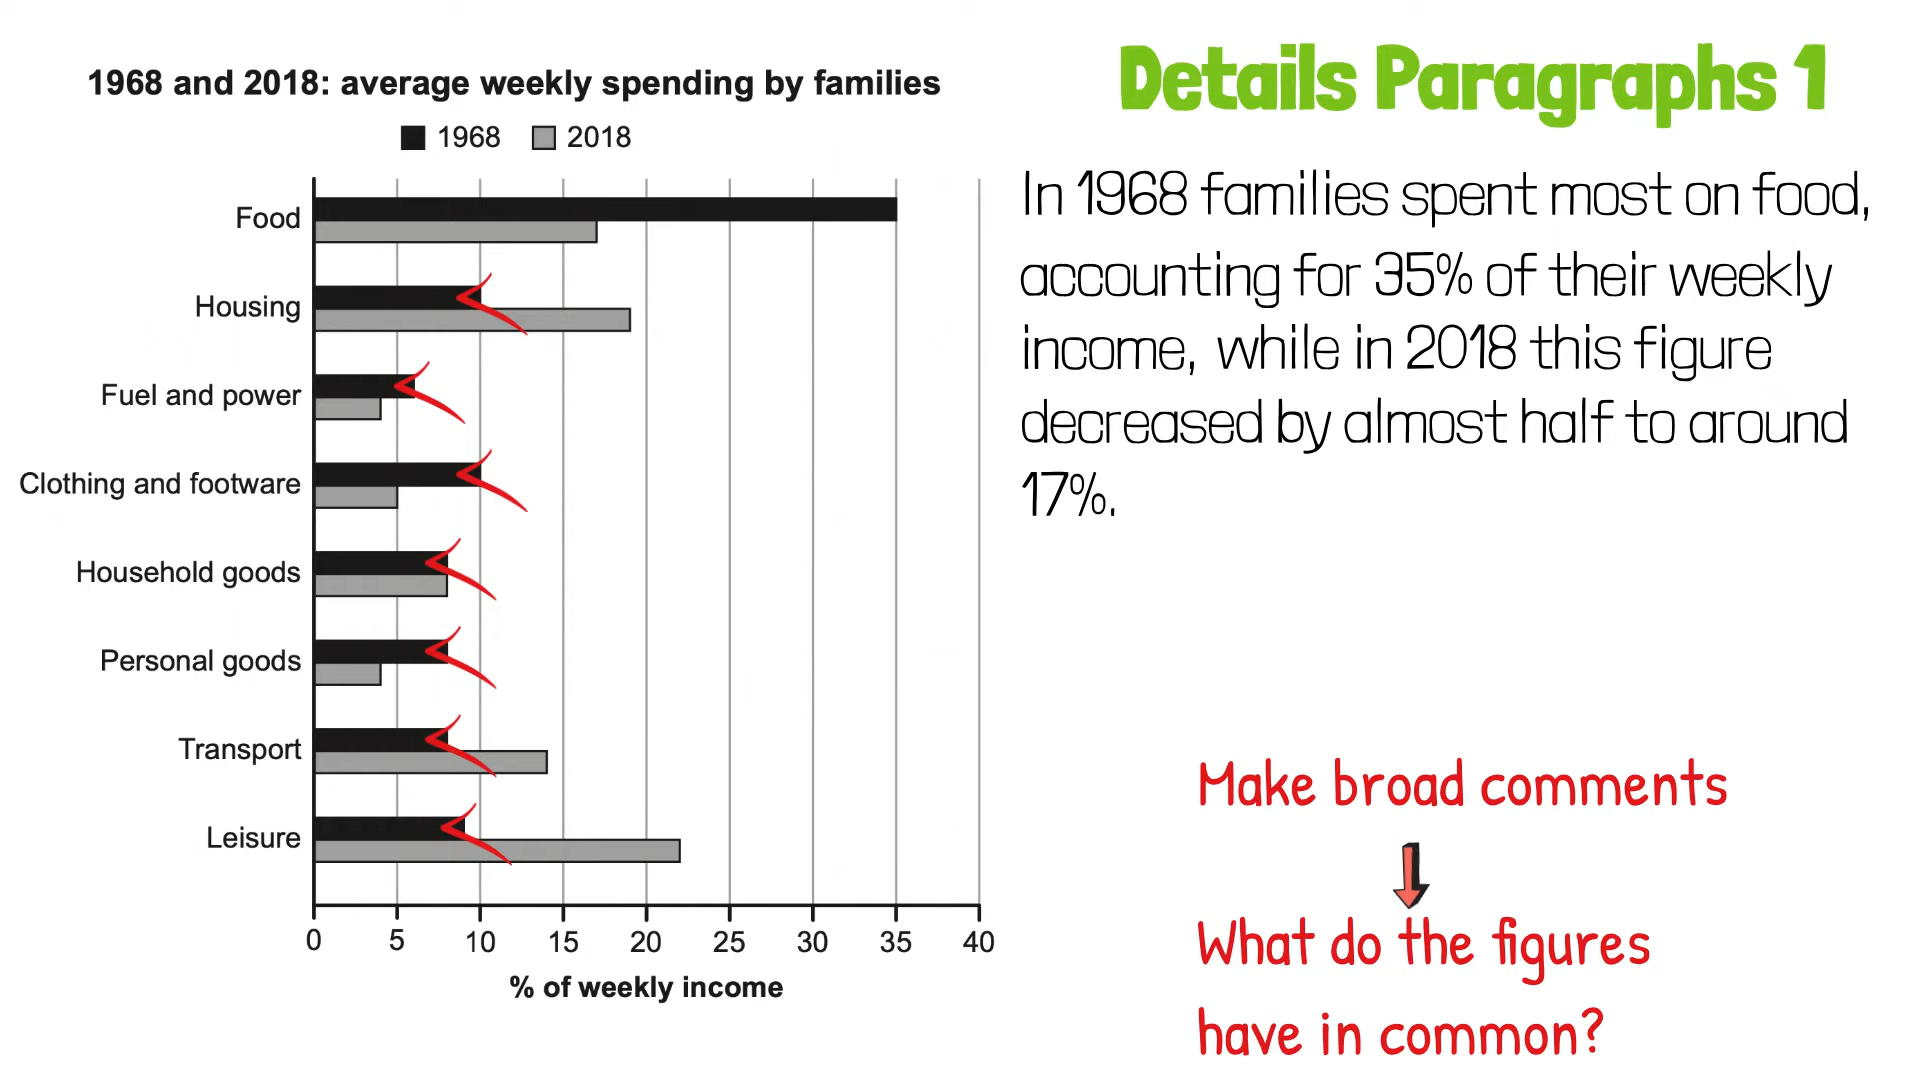 1968 and 2018: average weekly spending by families
1968 2018
Food
Housing
Fuel and power
Clothing and footware
Household goods
Personal goods
Transport
Leisure
0 5 10 15 20 25 30 35 40
% of weekly income
Details Paragraphs 1
In 1968 families spent most on food,
accounting for 35% of their weekly
income, while in 2018 this figure
decreased by almost half to around
17%.
Make broad comments
What do the figures
have in common?